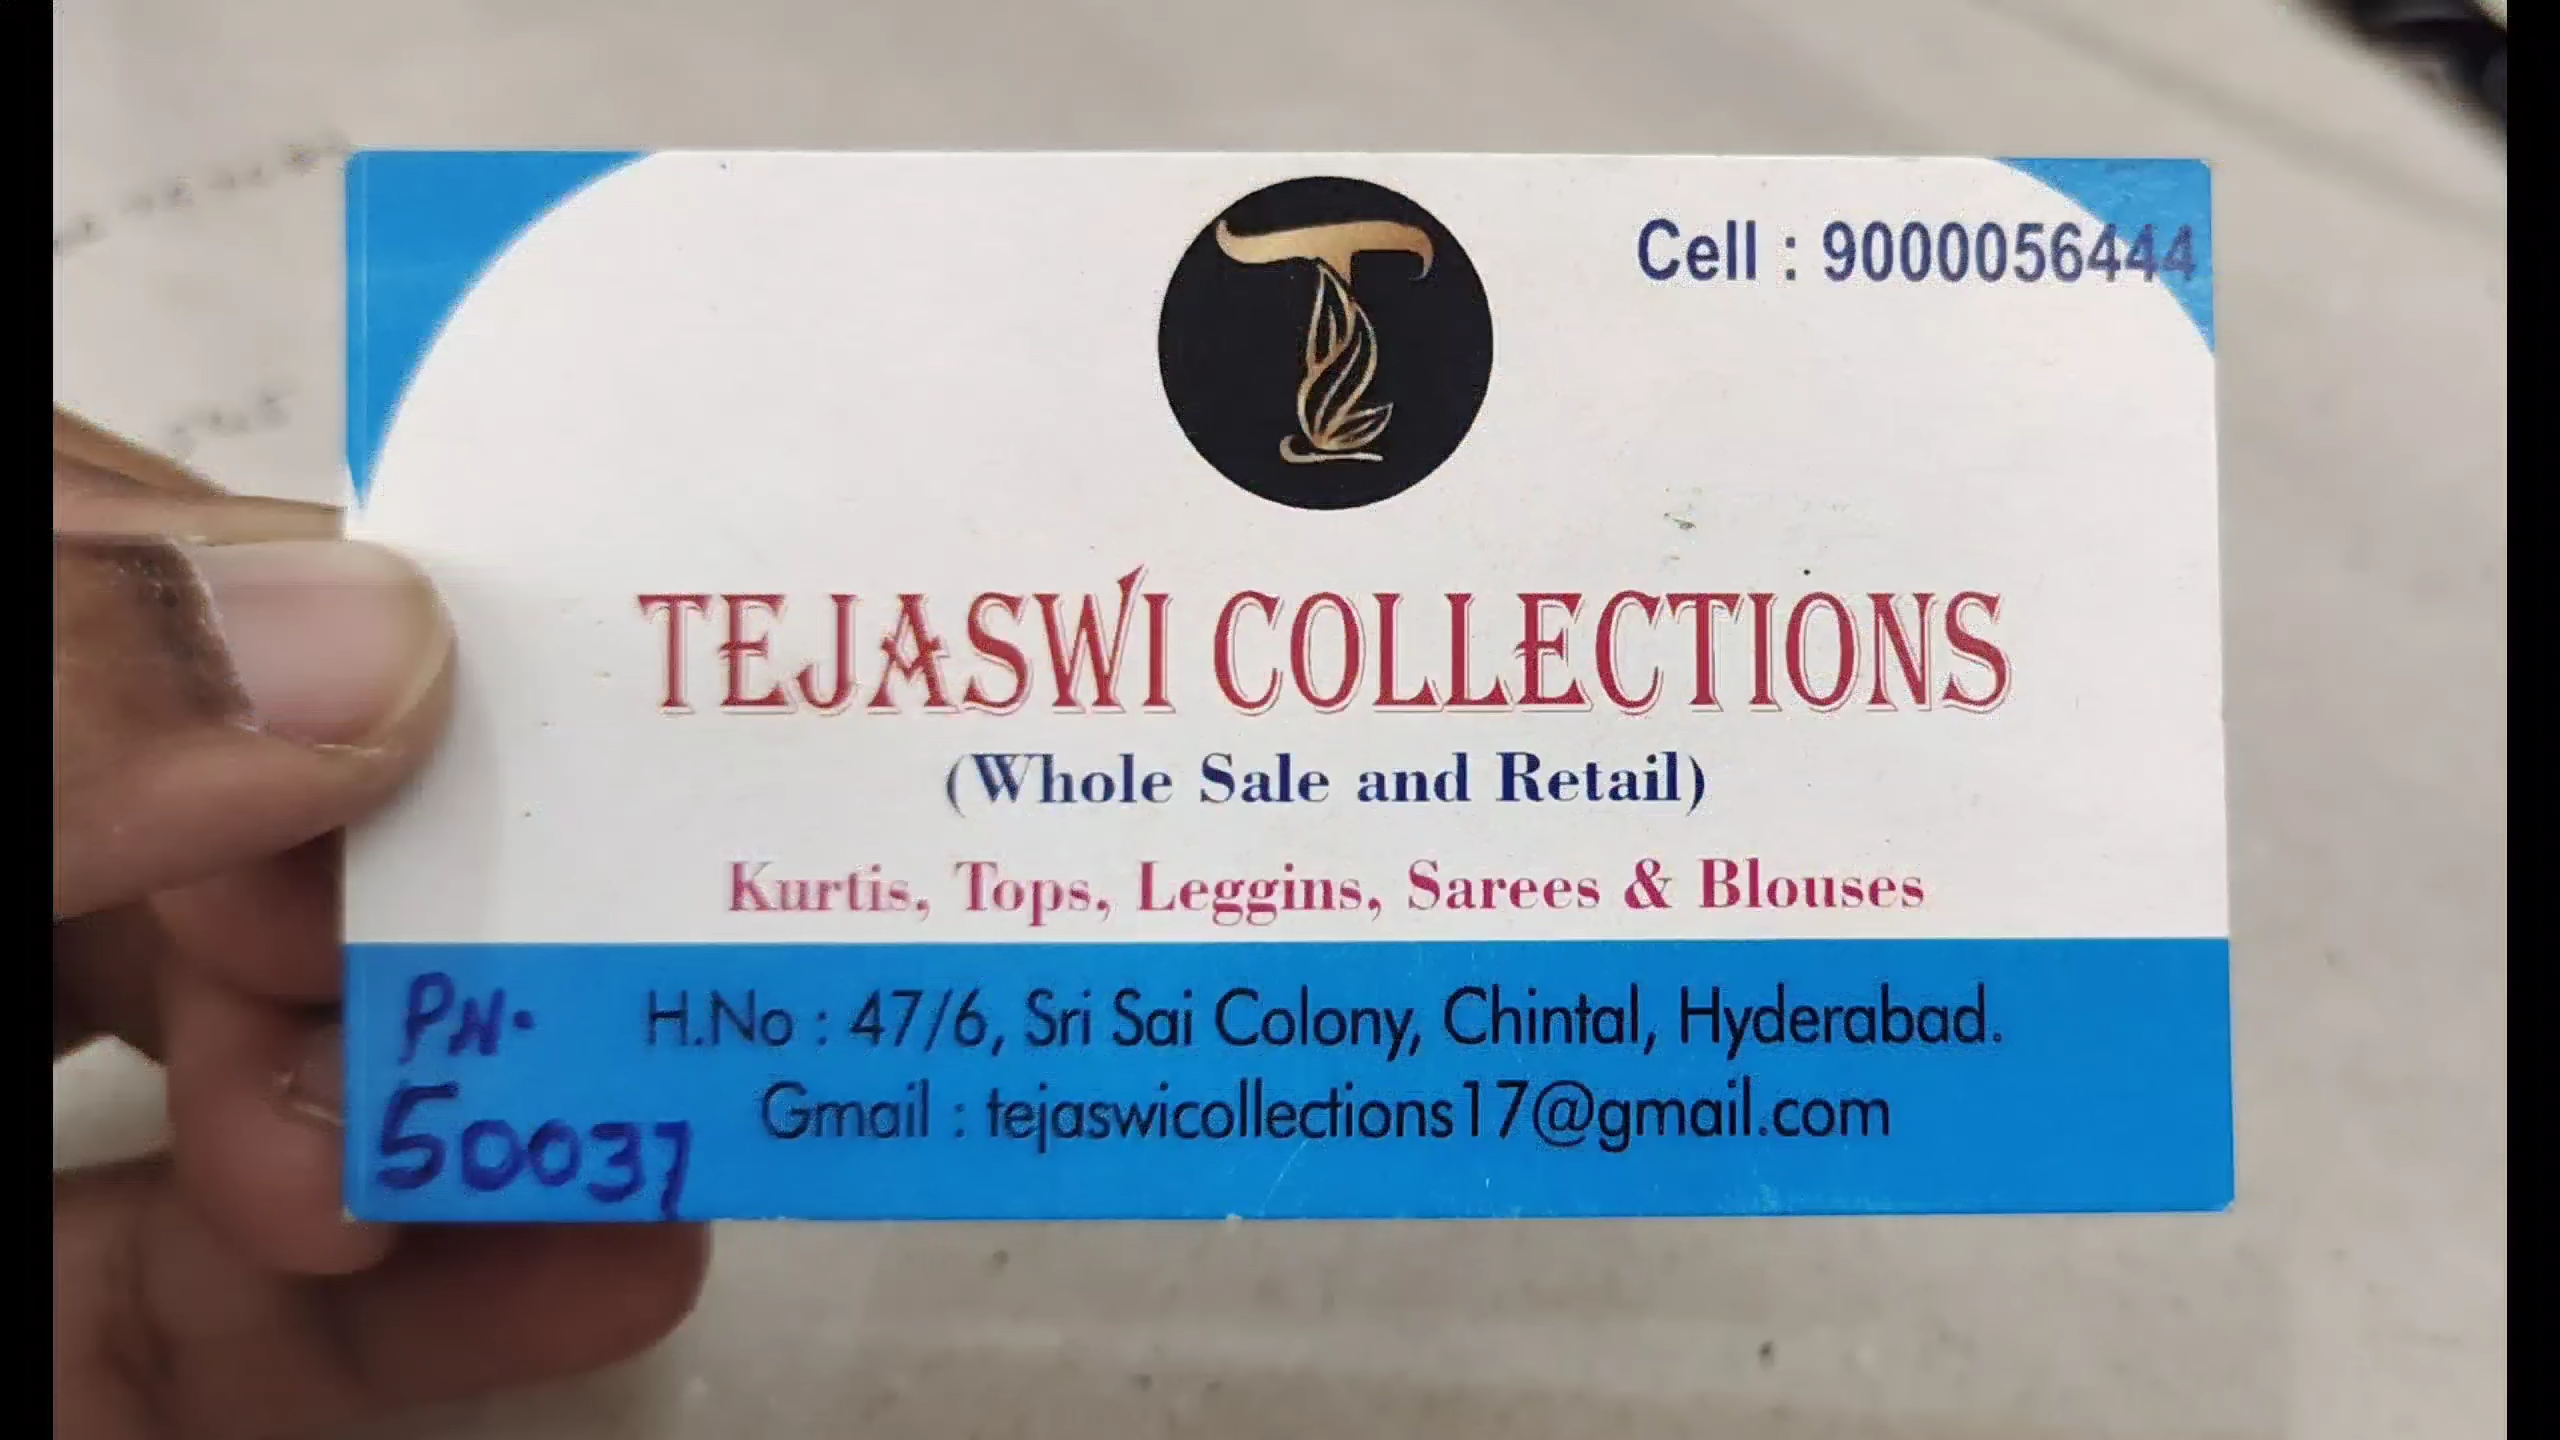 Cell : 9000056444
TEJASWI COLLECTIONS
(Whole Sale and Retail)
Kurtis, Tops, Leggins, Sarees & Blouses
H.No : 47/6, Sri Sai Colony, Chintal, Hyderabad.
Gmail : tejaswicollections17@gmail.com
PN.
50037